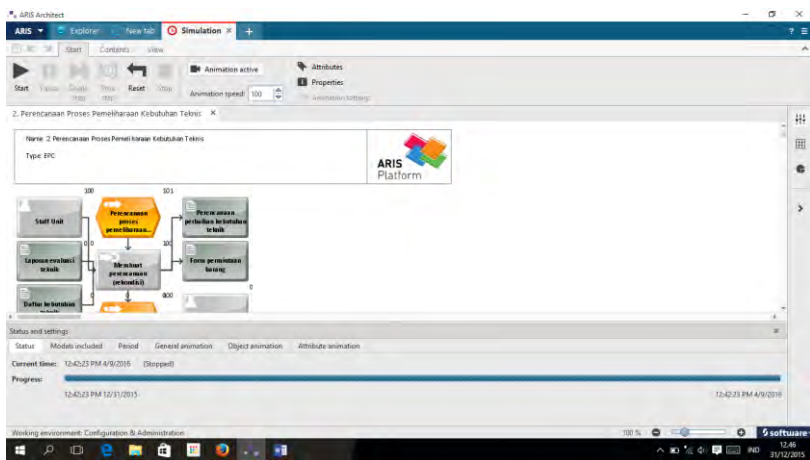 ARIS Architect
ARIS Explorer New tab Simulation × + ?
Start Contents View
Start Pause Reset Stop
Animation active
Animation speed: 100
Attributes
Properties
2. Perencanaan Proses Pemeliharaan Kebutuhan Teknis ×
Name: 2. Perencanaan Proses Pemeliharaan Kebutuhan Teknis
Type: EPC
ARIS
Platform
100 101
Staff Unit
Perencanaan
proses
pemeliharaan...
Perencanaan
perbaikan kebutuhan
teknik
100
Laporan evaluasi
teknik
Membuat
perencanaan
(rekondisi)
Form permintaan
barang
0
Daftar kebutuhan
Status and settings
Status Models included Period General animation Object animation Attribute animation
Current time: 12:42:23 PM 4/9/2016 (Stopped)
Progress:
12:42:23 PM 12/31/2015 12:42:23 PM 4/9/2016
Working environment: Configuration & Administration 100 % software
IND 12.46
31/12/2015